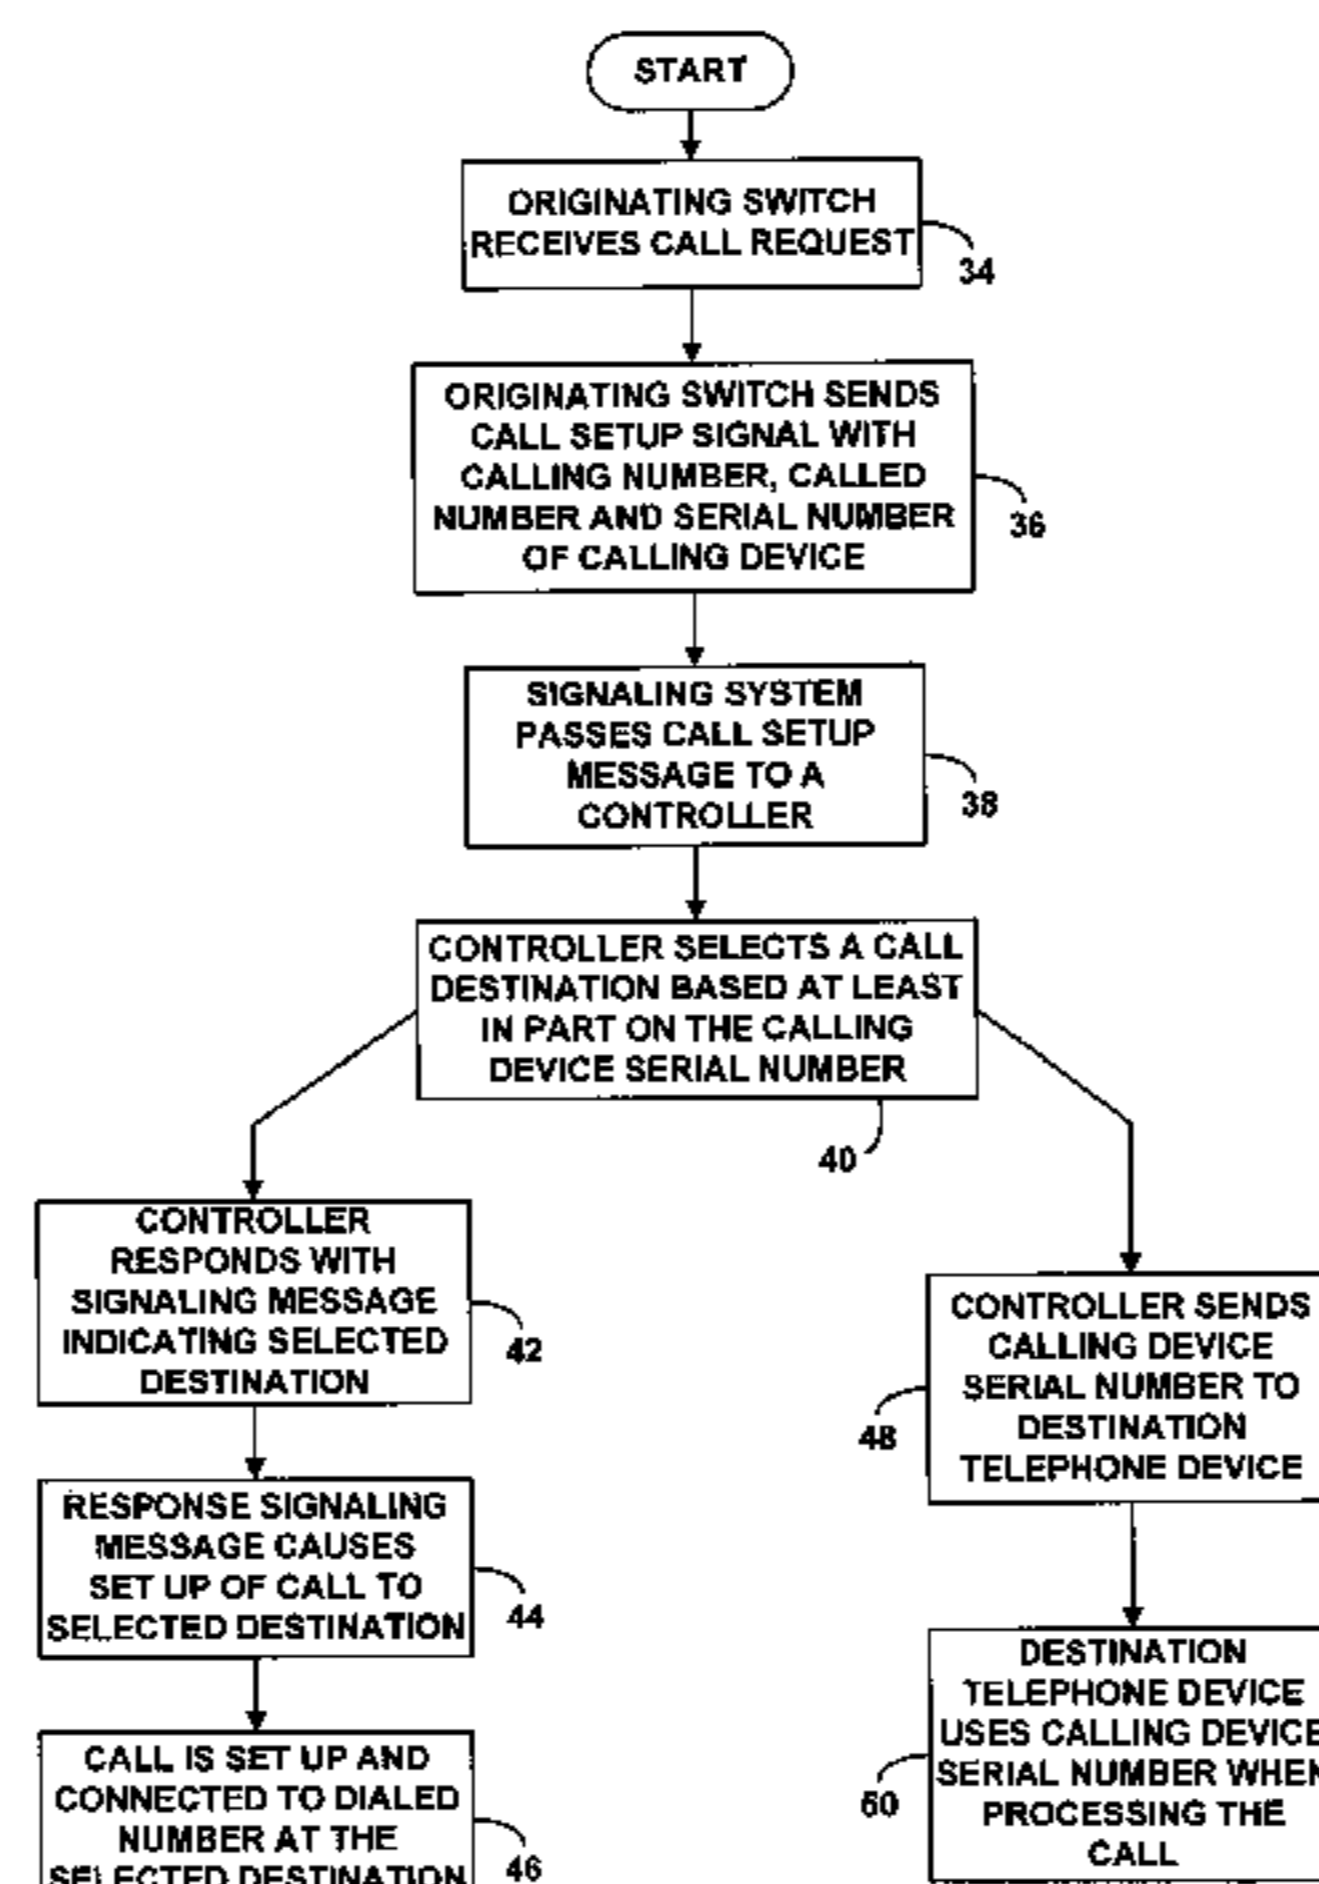 START
ORIGINATING SWITCH
RECEIVES CALL REQUEST
34
ORIGINATING SWITCH SENDS
CALL SETUP SIGNAL WITH
CALLING NUMBER, CALLED
NUMBER AND SERIAL NUMBER
OF CALLING DEVICE
36
SIGNALING SYSTEM
PASSES CALL SETUP
MESSAGE TO A
CONTROLLER
38
CONTROLLER SELECTS A CALL
DESTINATION BASED AT LEAST
IN PART ON THE CALLING
DEVICE SERIAL NUMBER
40
CONTROLLER
RESPONDS WITH
SIGNALING MESSAGE
INDICATING SELECTED
DESTINATION
42
RESPONSE SIGNALING
MESSAGE CAUSES
SET UP OF CALL TO
SELECTED DESTINATION
44
CALL IS SET UP AND
CONNECTED TO DIALED
NUMBER AT THE
SELECTED DESTINATION
46
CONTROLLER SENDS
CALLING DEVICE
SERIAL NUMBER TO
DESTINATION
TELEPHONE DEVICE
48
DESTINATION
TELEPHONE DEVICE
USES CALLING DEVICE
SERIAL NUMBER WHEN
PROCESSING THE
CALL
50